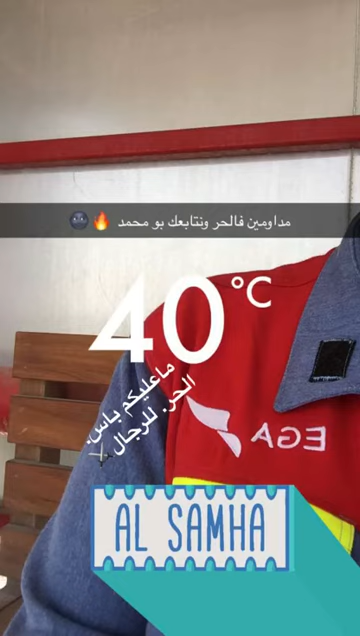 مداومين فالحر ونتابعك بو محمد 🔥🌚
40°C
ماعليكم باس.
الحر. للرجال
EGA
AL SAMHA